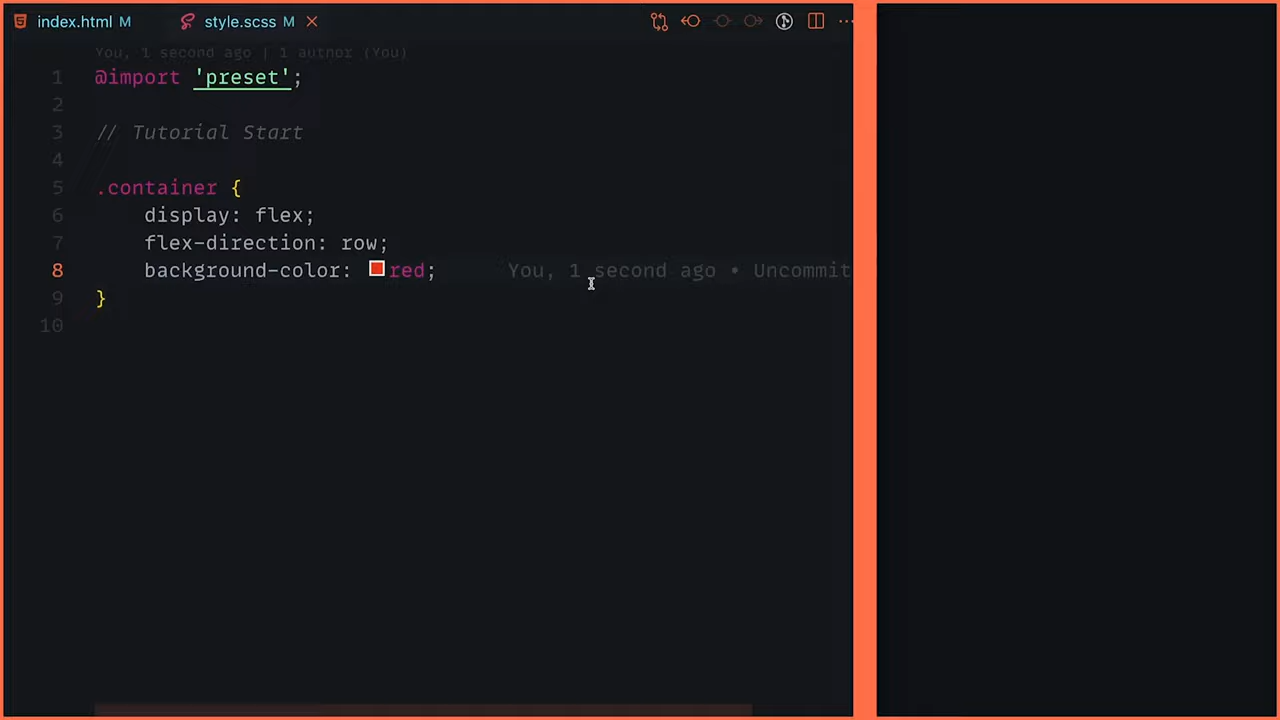 index.html M style.scss M
You, 1 second ago | 1 author (You)
1 @import 'preset';
2
3 // Tutorial Start
4
5 .container {
6 display: flex;
7 flex-direction: row;
8 background-color: red; You, 1 second ago • Uncommit
9 }
10